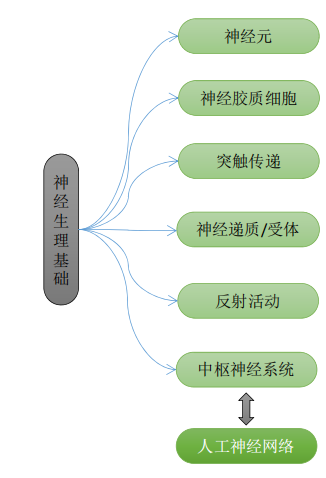 神经生理基础
神经元
神经胶质细胞
突触传递
神经递质/受体
反射活动
中枢神经系统
人工神经网络